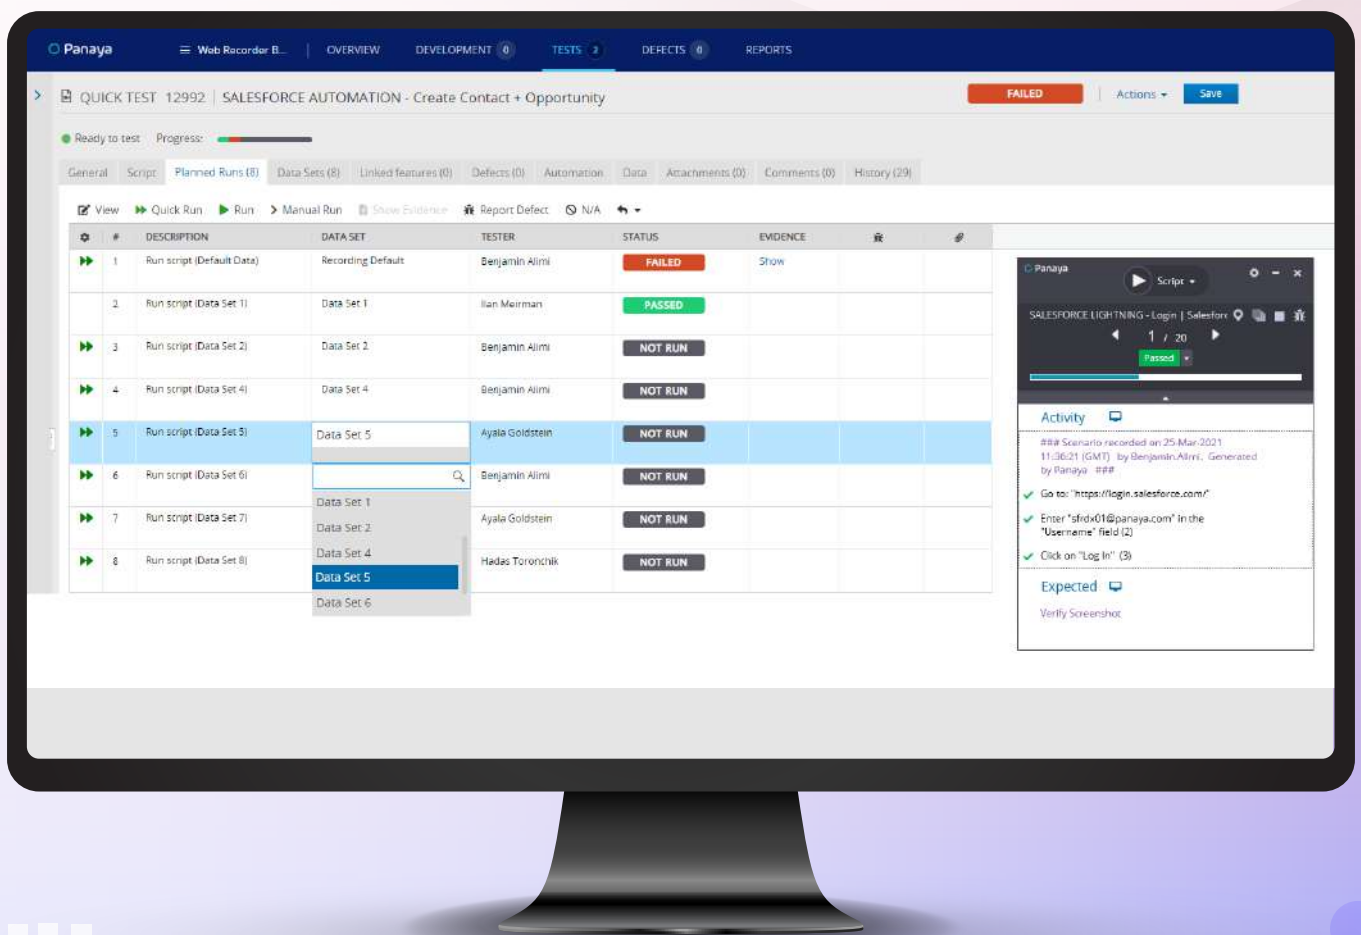 Panaya
Web Recorder B...
OVERVIEW
DEVELOPMENT 0
TESTS 2
DEFECTS 0
REPORTS
QUICK TEST 12992 | SALESFORCE AUTOMATION - Create Contact + Opportunity
FAILED
Actions
Save
Ready to test Progress:
General Script Planned Runs (8) Data Sets (8) Linked features (0) Defects (0) Automation Data Attachments (0) Comments (0) History (29)
View Quick Run Run Manual Run Show Evidence Report Defect N/A
# DESCRIPTION DATA SET TESTER STATUS EVIDENCE
1 Run script (Default Data) Recording Default Benjamin Alimi FAILED Show
2 Run script (Data Set 1) Data Set 1 Ilan Meirman PASSED
3 Run script (Data Set 2) Data Set 2 Benjamin Alimi NOT RUN
4 Run script (Data Set 4) Data Set 4 Benjamin Alimi NOT RUN
5 Run script (Data Set 5) Data Set 5 Ayala Goldstein NOT RUN
6 Run script (Data Set 6) Benjamin Alimi NOT RUN
7 Run script (Data Set 7) Ayala Goldstein NOT RUN
8 Run script (Data Set 8) Hadas Toronchik NOT RUN
Data Set 1
Data Set 2
Data Set 4
Data Set 5
Data Set 6
Panaya
Script
SALESFORCE LIGHTNING - Login | Salesforc
1 / 20
Passed
Activity
### Scenario recorded on 25-Mar-2021
11:36:21 (GMT) by Benjamin.Alimi. Generated
by Panaya ###
Go to: "https://login.salesforce.com/"
Enter "sfrdx01@panaya.com" in the
"Username" field (2)
Click on "Log In" (3)
Expected
Verify Screenshot